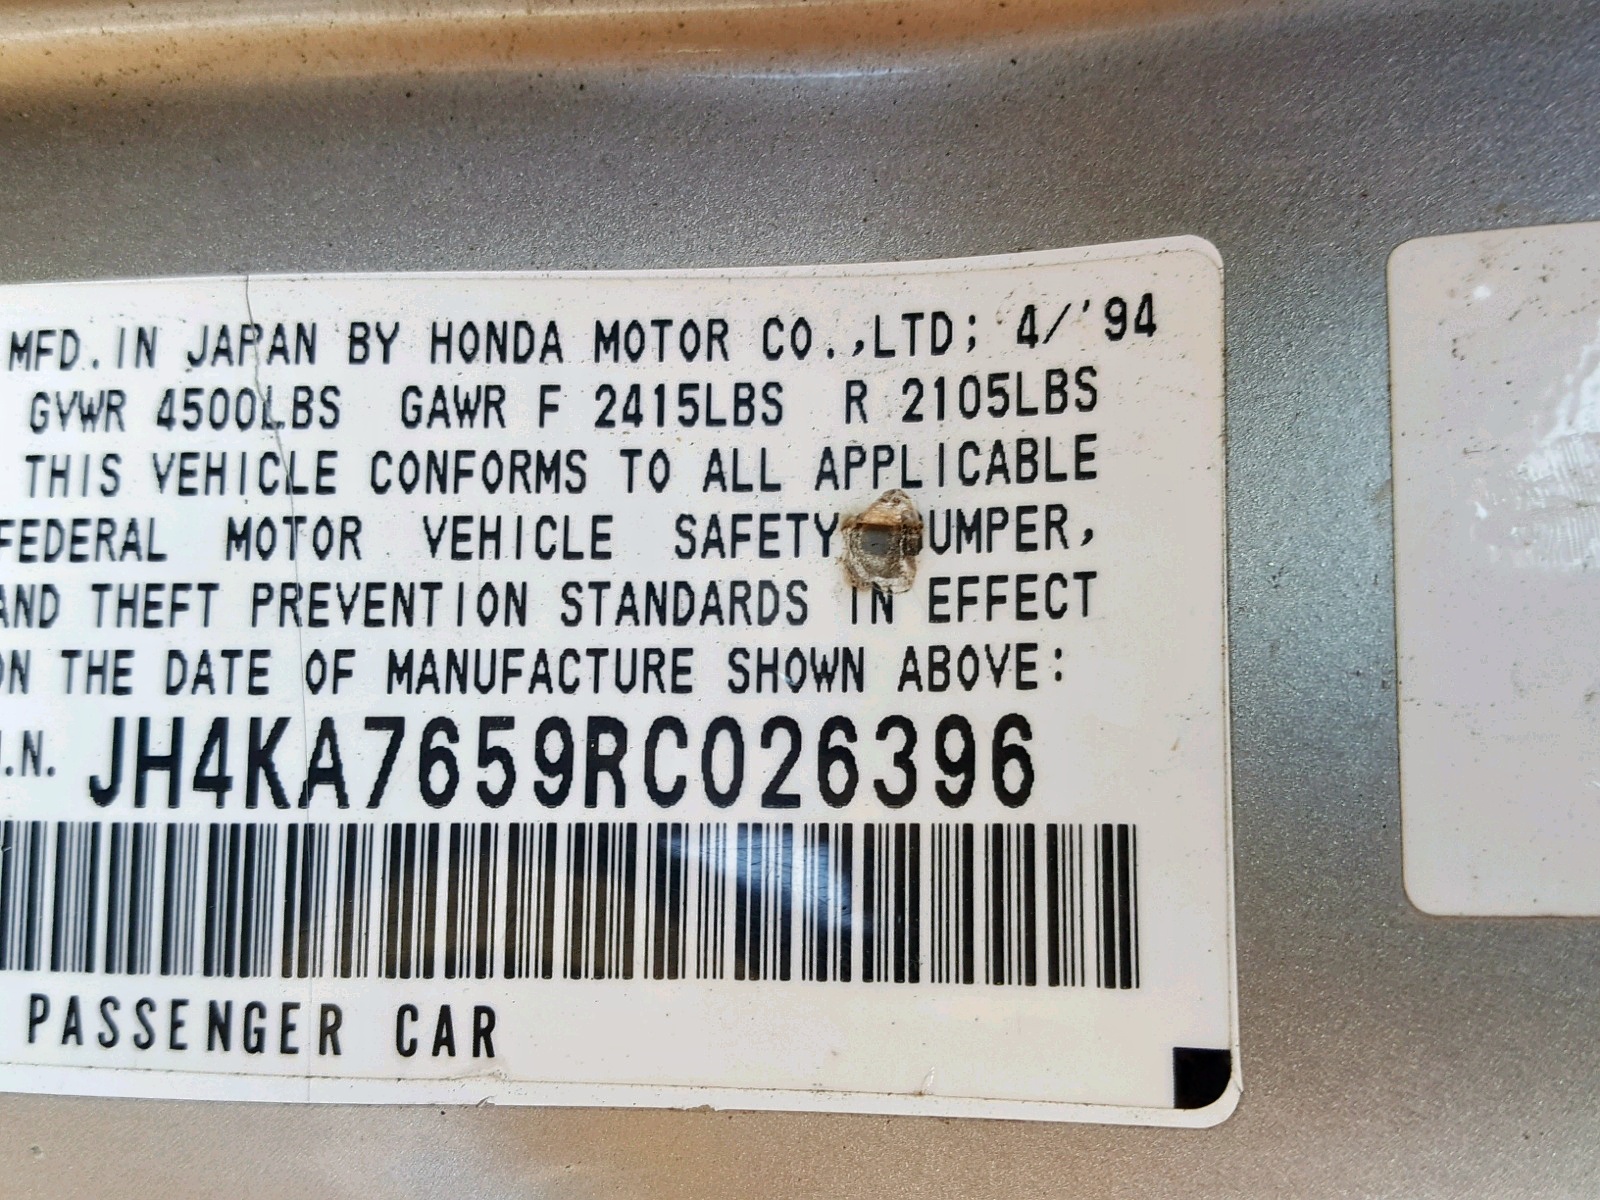 MFD. IN JAPAN BY HONDA MOTOR CO.,LTD; 4/'94
GVWR 4500LBS GAWR F 2415LBS R 2105LBS
THIS VEHICLE CONFORMS TO ALL APPLICABLE
FEDERAL MOTOR VEHICLE SAFETY UMPER,
AND THEFT PREVENTION STANDARDS IN EFFECT
ON THE DATE OF MANUFACTURE SHOWN ABOVE:
.N. JH4KA7659RC026396
PASSENGER CAR